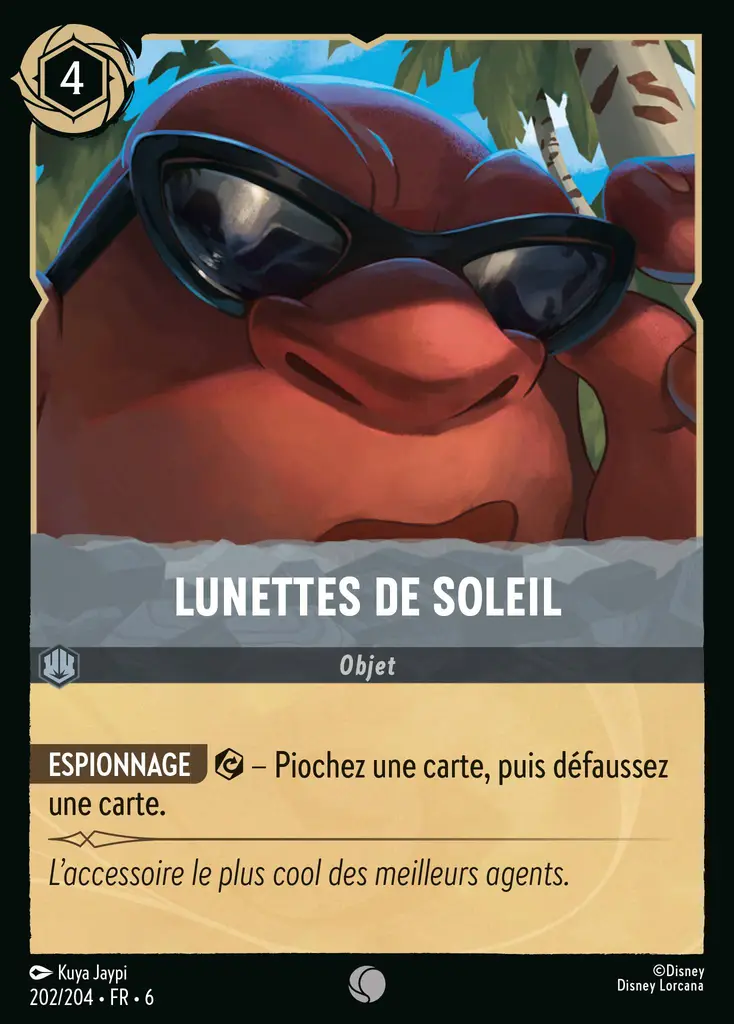 4
LUNETTES DE SOLEIL
Objet
ESPIONNAGE – Piochez une carte, puis défaussez
une carte.
L'accessoire le plus cool des meilleurs agents.
Kuya Jaypi
202/204 • FR • 6
©Disney
Disney Lorcana